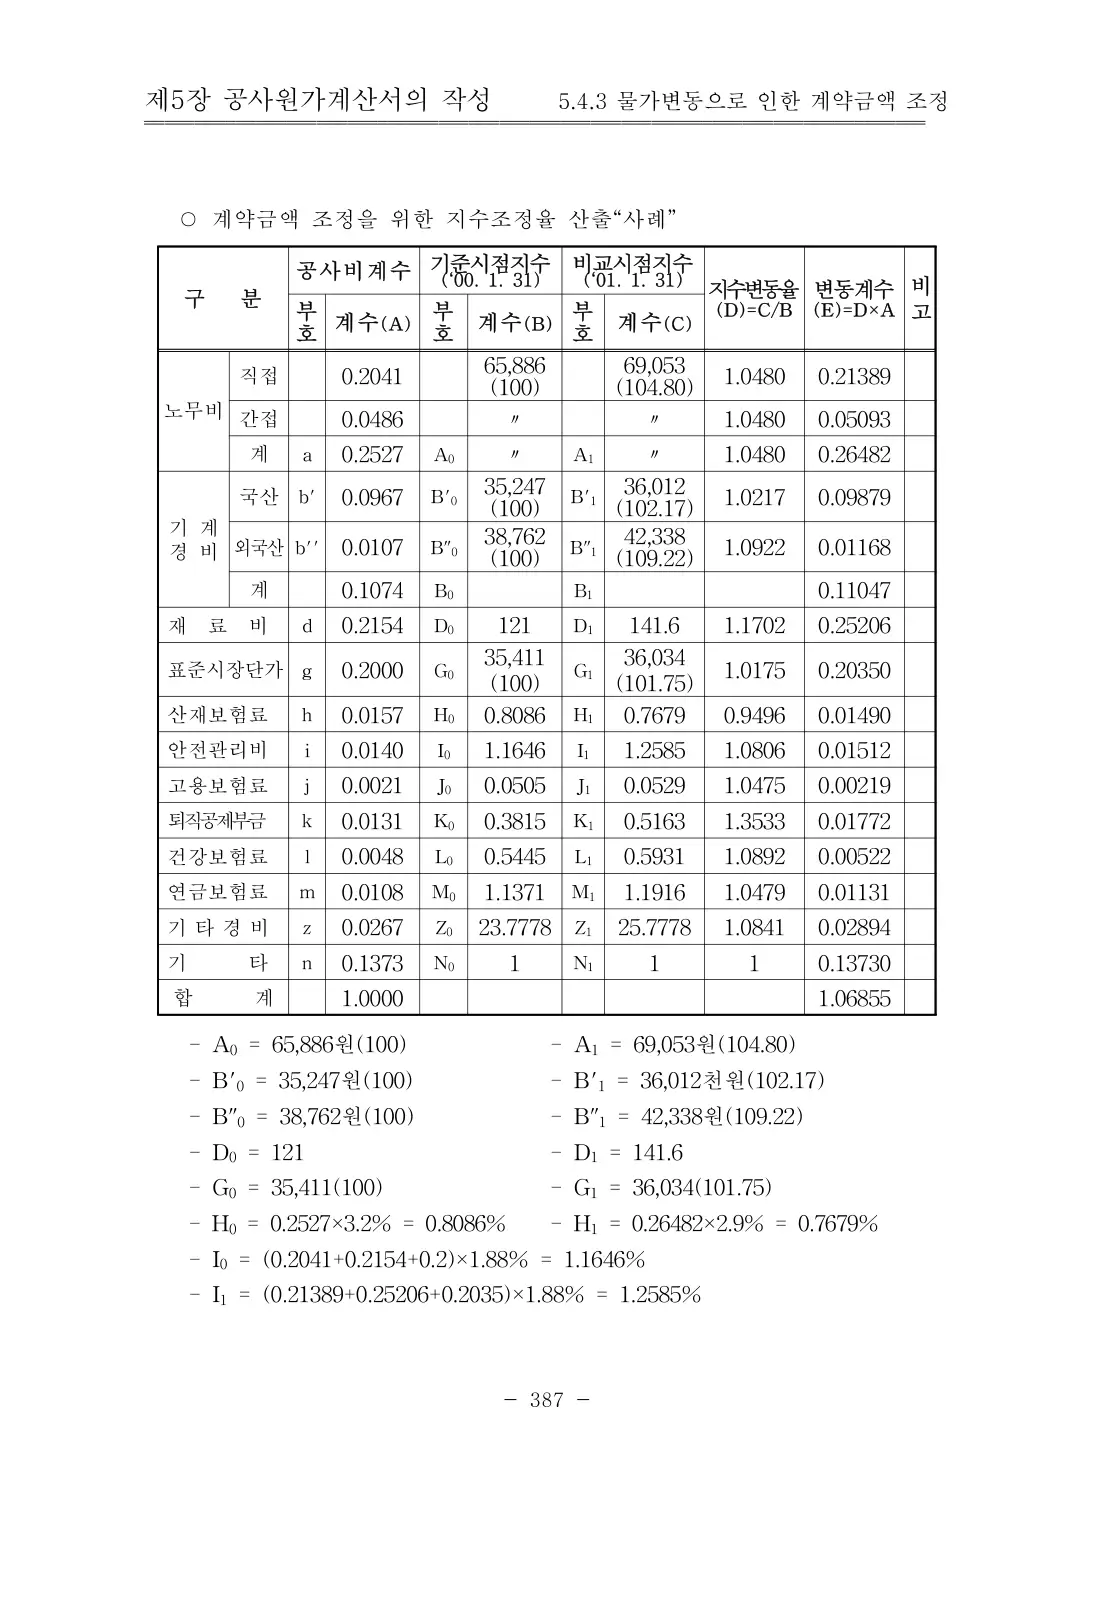 제5장 공사원가계산서의 작성 5.4.3 물가변동으로 인한 계약금액 조정
○ 계약금액 조정을 위한 지수조정율 산출“사례”
구 분 공사비계수 기준시점지수 (‘00. 1. 31) 비교시점지수 (‘01. 1. 31) 지수변동율 (D)=C/B 변동계수 (E)=D×A 비고
부호 계수(A) 부호 계수(B) 부호 계수(C)
노무비 직접 0.2041 65,886 (100) 69,053 (104.80) 1.0480 0.21389
간접 0.0486 〃 〃 1.0480 0.05093
계 a 0.2527 A₀ 〃 A₁ 〃 1.0480 0.26482
기 계 경 비 국산 b′ 0.0967 B′₀ 35,247 (100) B′₁ 36,012 (102.17) 1.0217 0.09879
외국산 b′′ 0.0107 B″₀ 38,762 (100) B″₁ 42,338 (109.22) 1.0922 0.01168
계 0.1074 B₀ B₁ 0.11047
재 료 비 d 0.2154 D₀ 121 D₁ 141.6 1.1702 0.25206
표준시장단가 g 0.2000 G₀ 35,411 (100) G₁ 36,034 (101.75) 1.0175 0.20350
산재보험료 h 0.0157 H₀ 0.8086 H₁ 0.7679 0.9496 0.01490
안전관리비 i 0.0140 I₀ 1.1646 I₁ 1.2585 1.0806 0.01512
고용보험료 j 0.0021 J₀ 0.0505 J₁ 0.0529 1.0475 0.00219
퇴직공제부금 k 0.0131 K₀ 0.3815 K₁ 0.5163 1.3533 0.01772
건강보험료 l 0.0048 L₀ 0.5445 L₁ 0.5931 1.0892 0.00522
연금보험료 m 0.0108 M₀ 1.1371 M₁ 1.1916 1.0479 0.01131
기 타 경 비 z 0.0267 Z₀ 23.7778 Z₁ 25.7778 1.0841 0.02894
기 타 n 0.1373 N₀ 1 N₁ 1 1 0.13730
합 계 1.0000 1.06855
- A₀ = 65,886원(100) - A₁ = 69,053원(104.80)
- B′₀ = 35,247원(100) - B′₁ = 36,012천원(102.17)
- B″₀ = 38,762원(100) - B″₁ = 42,338원(109.22)
- D₀ = 121 - D₁ = 141.6
- G₀ = 35,411(100) - G₁ = 36,034(101.75)
- H₀ = 0.2527×3.2% = 0.8086% - H₁ = 0.26482×2.9% = 0.7679%
- I₀ = (0.2041+0.2154+0.2)×1.88% = 1.1646%
- I₁ = (0.21389+0.25206+0.2035)×1.88% = 1.2585%
- 387 -